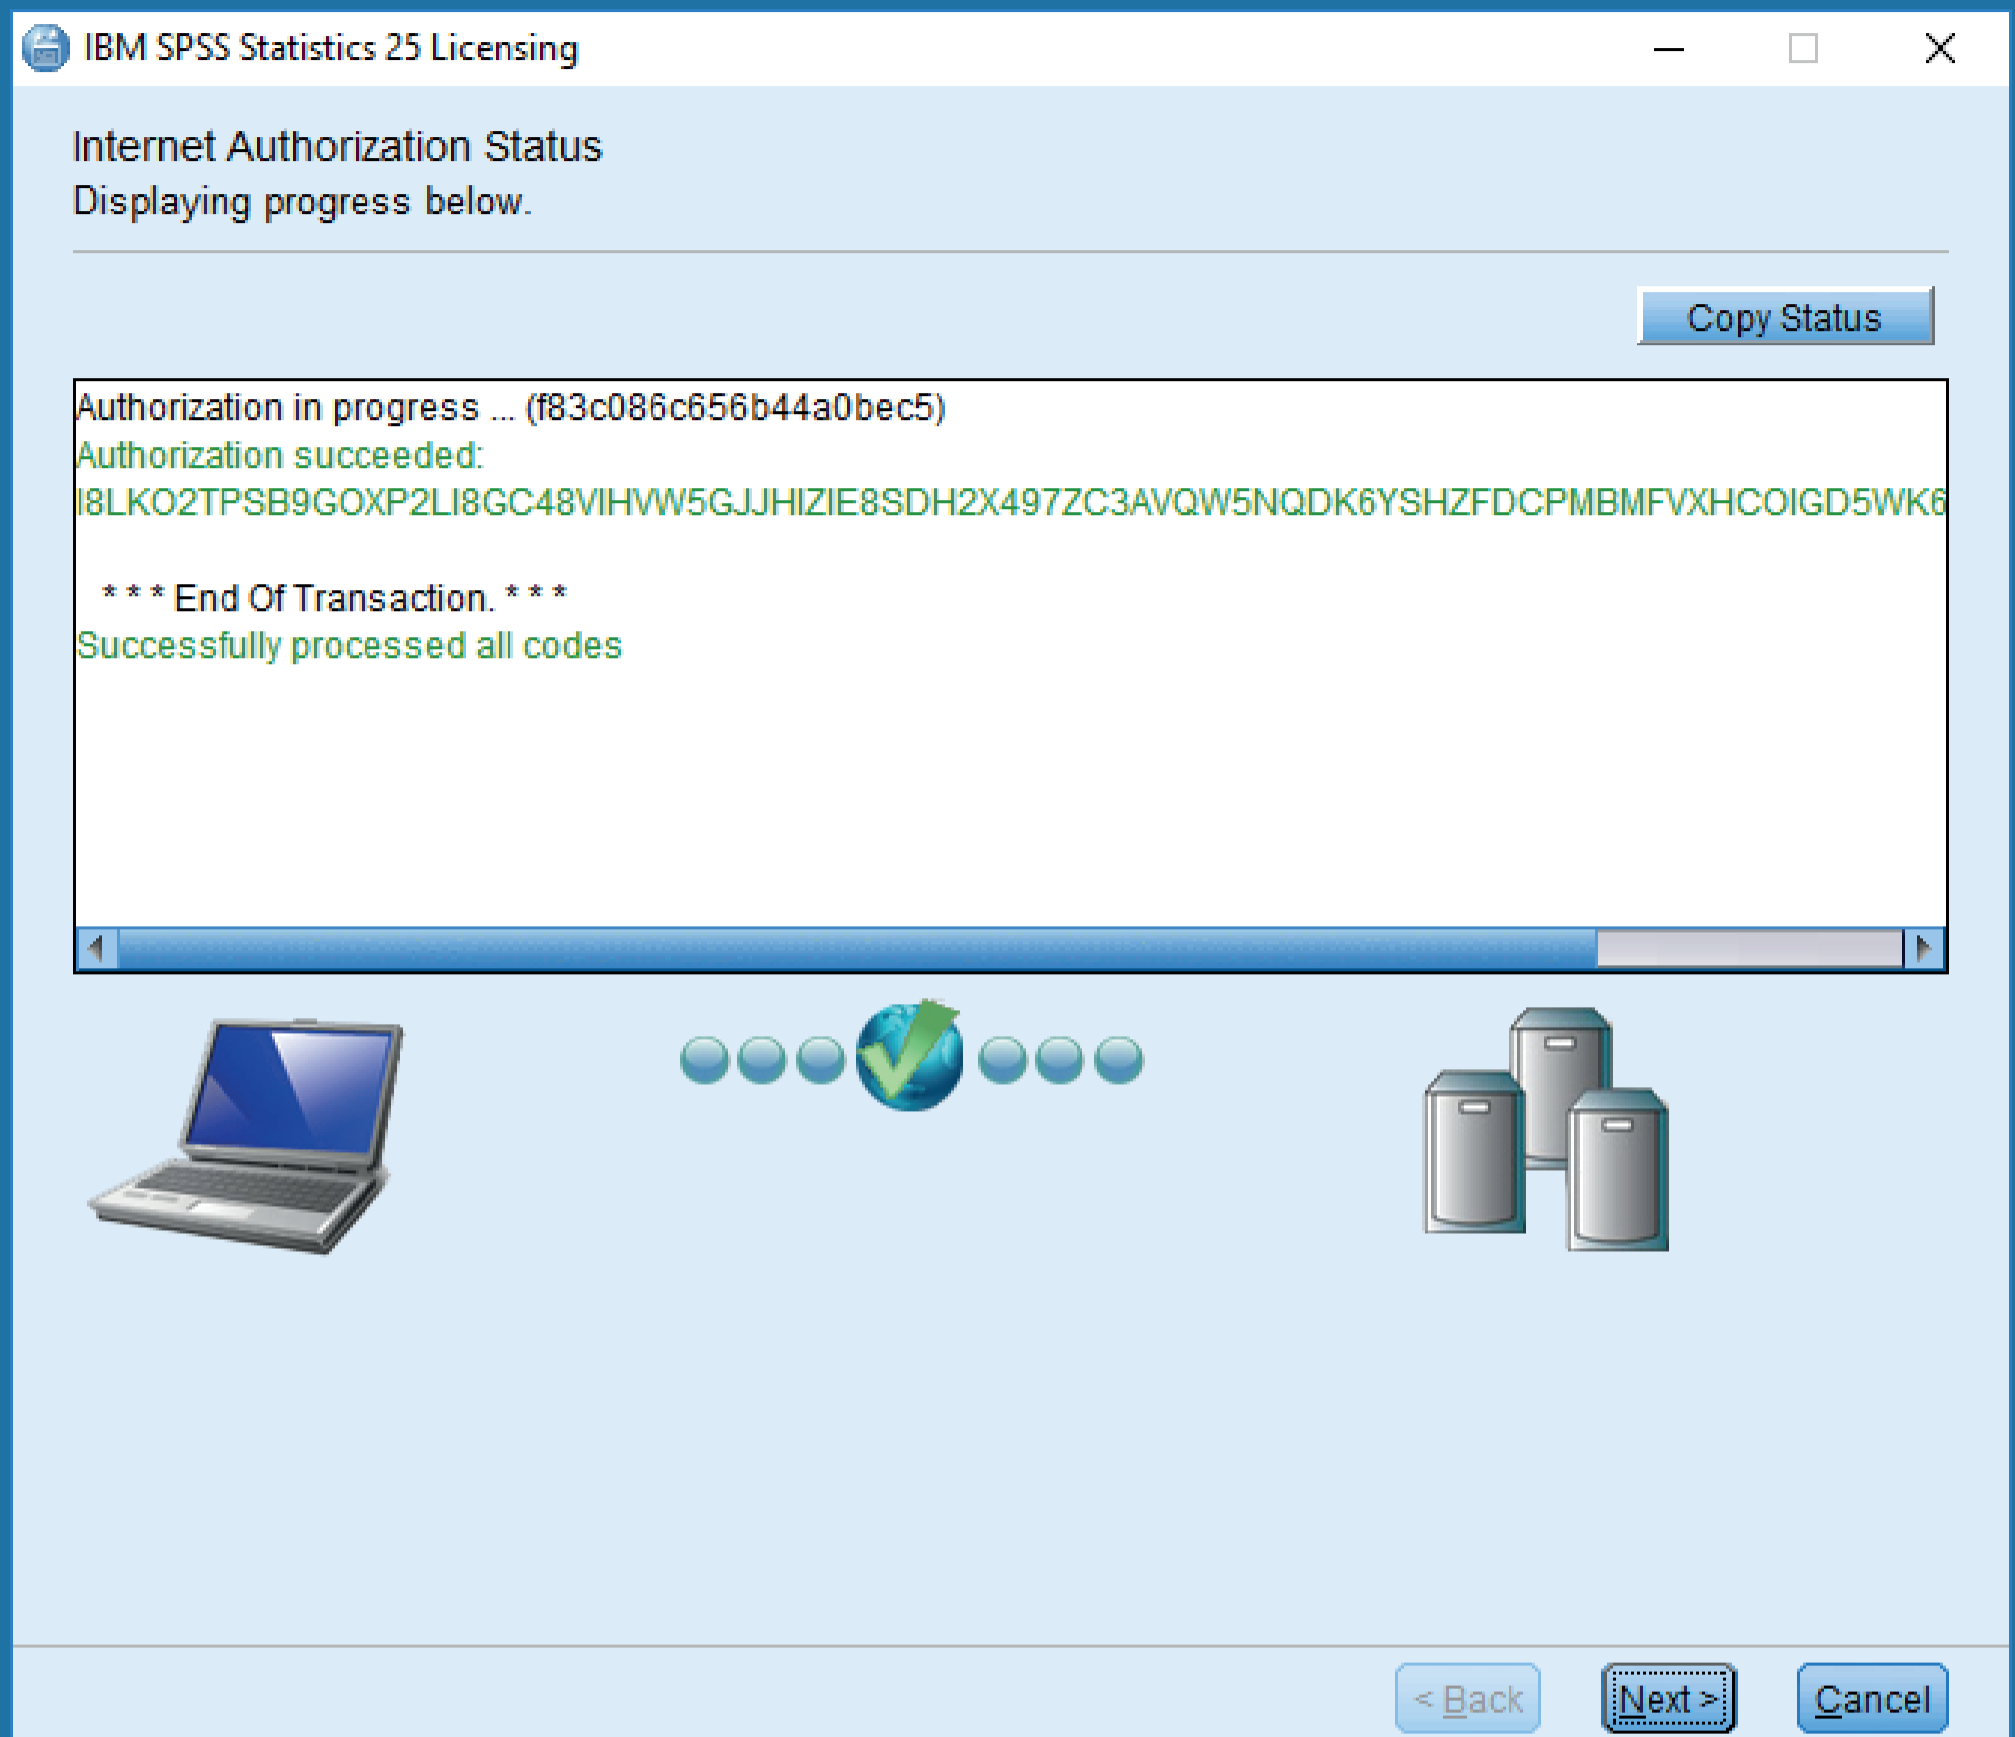 IBM SPSS Statistics 25 Licensing
Internet Authorization Status
Displaying progress below.
Copy Status
Authorization in progress ... (f83c086c656b44a0bec5)
Authorization succeeded:
I8LKO2TPSB9GOXP2LI8GC48VIHVW5GJJHIZIE8SDH2X497ZC3AVQW5NQDK6YSHZFDCPMBMFVXHCOIGD5WK6
* * * End Of Transaction. * * *
Successfully processed all codes
< Back
Next >
Cancel